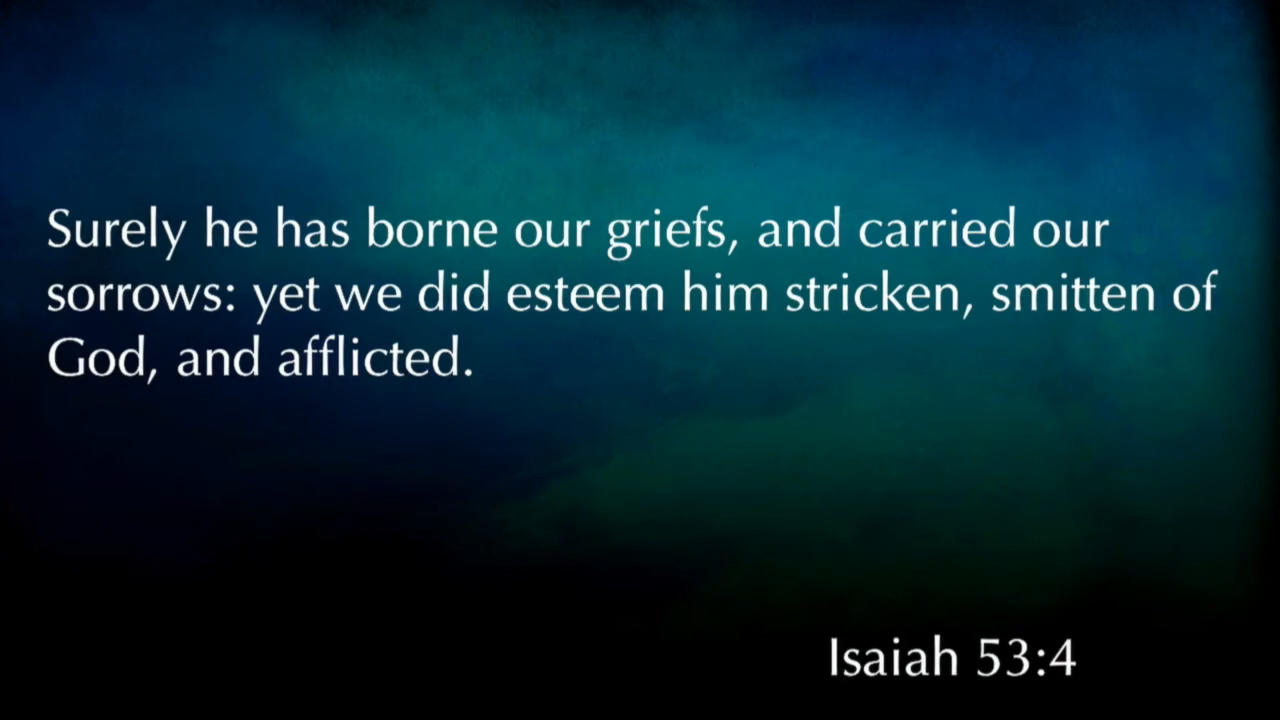 Surely he has borne our griefs, and carried our
sorrows: yet we did esteem him stricken, smitten of
God, and afflicted.
Isaiah 53:4